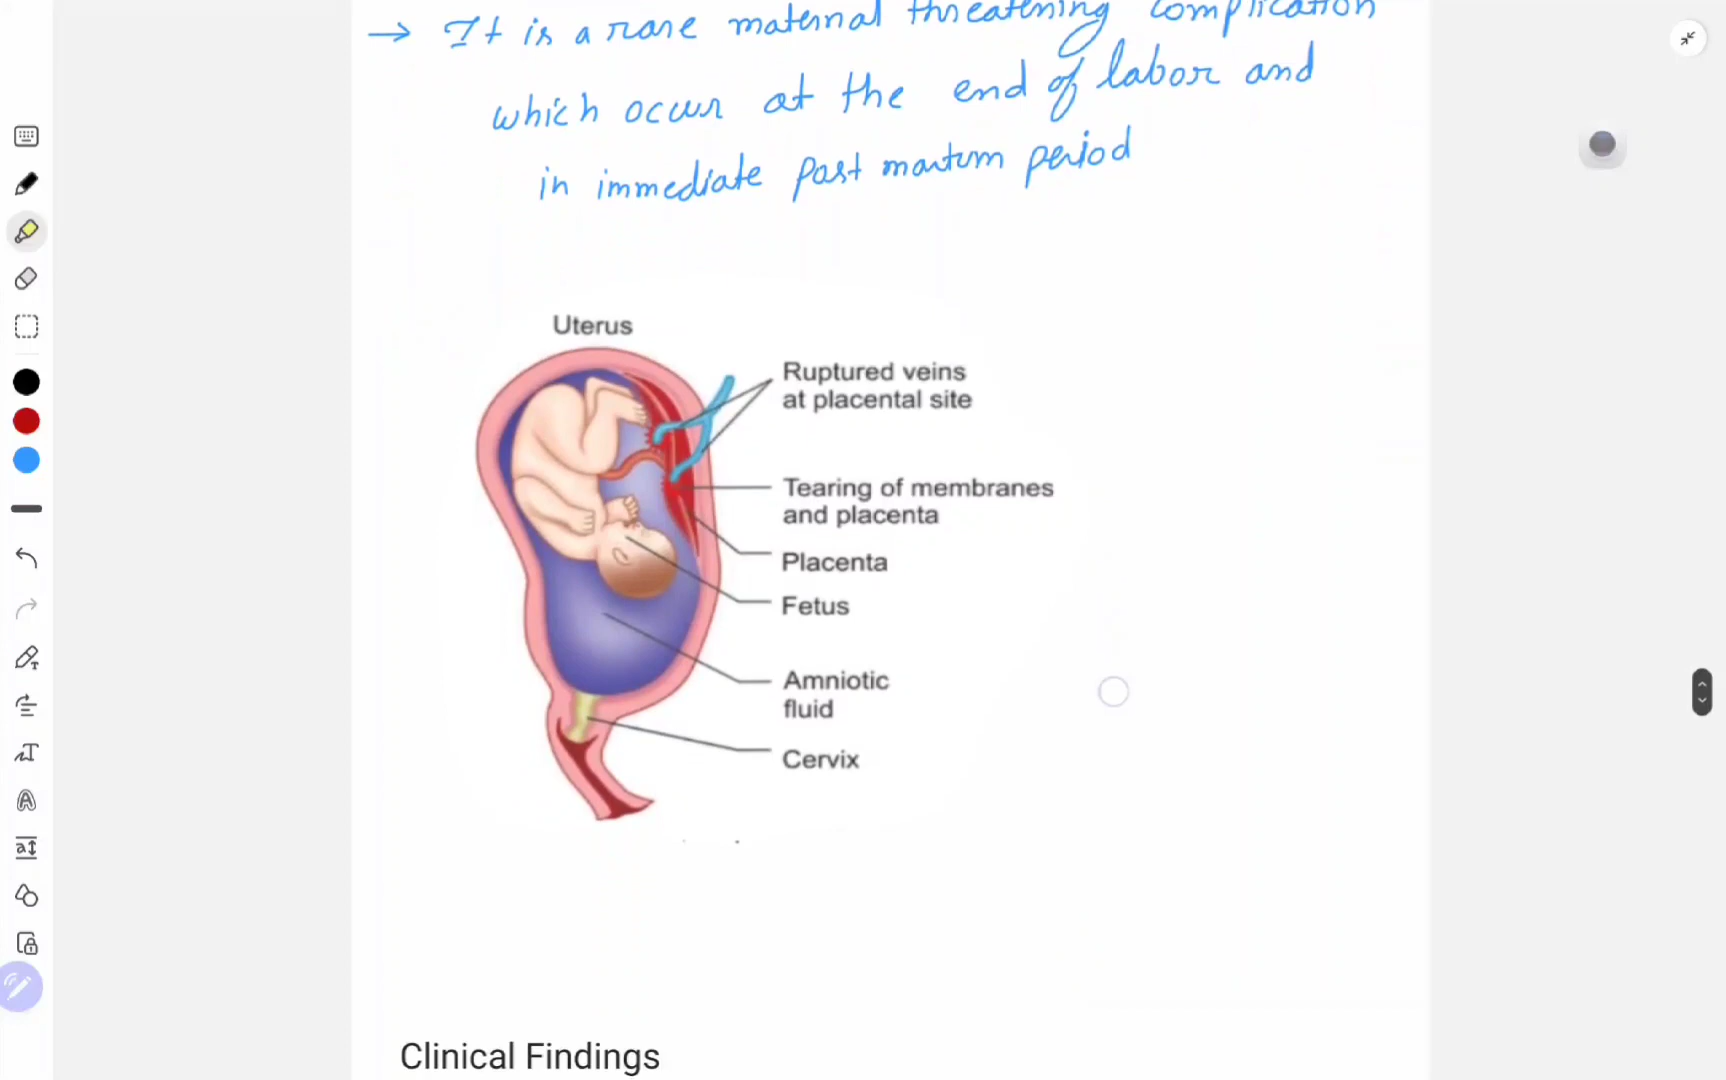 → It is a rare maternal threatening complication
which occur at the end of labor and
in immediate post mortum period
Uterus
Ruptured veins
at placental site
Tearing of membranes
and placenta
Placenta
Fetus
Amniotic
fluid
Cervix
Clinical Findings